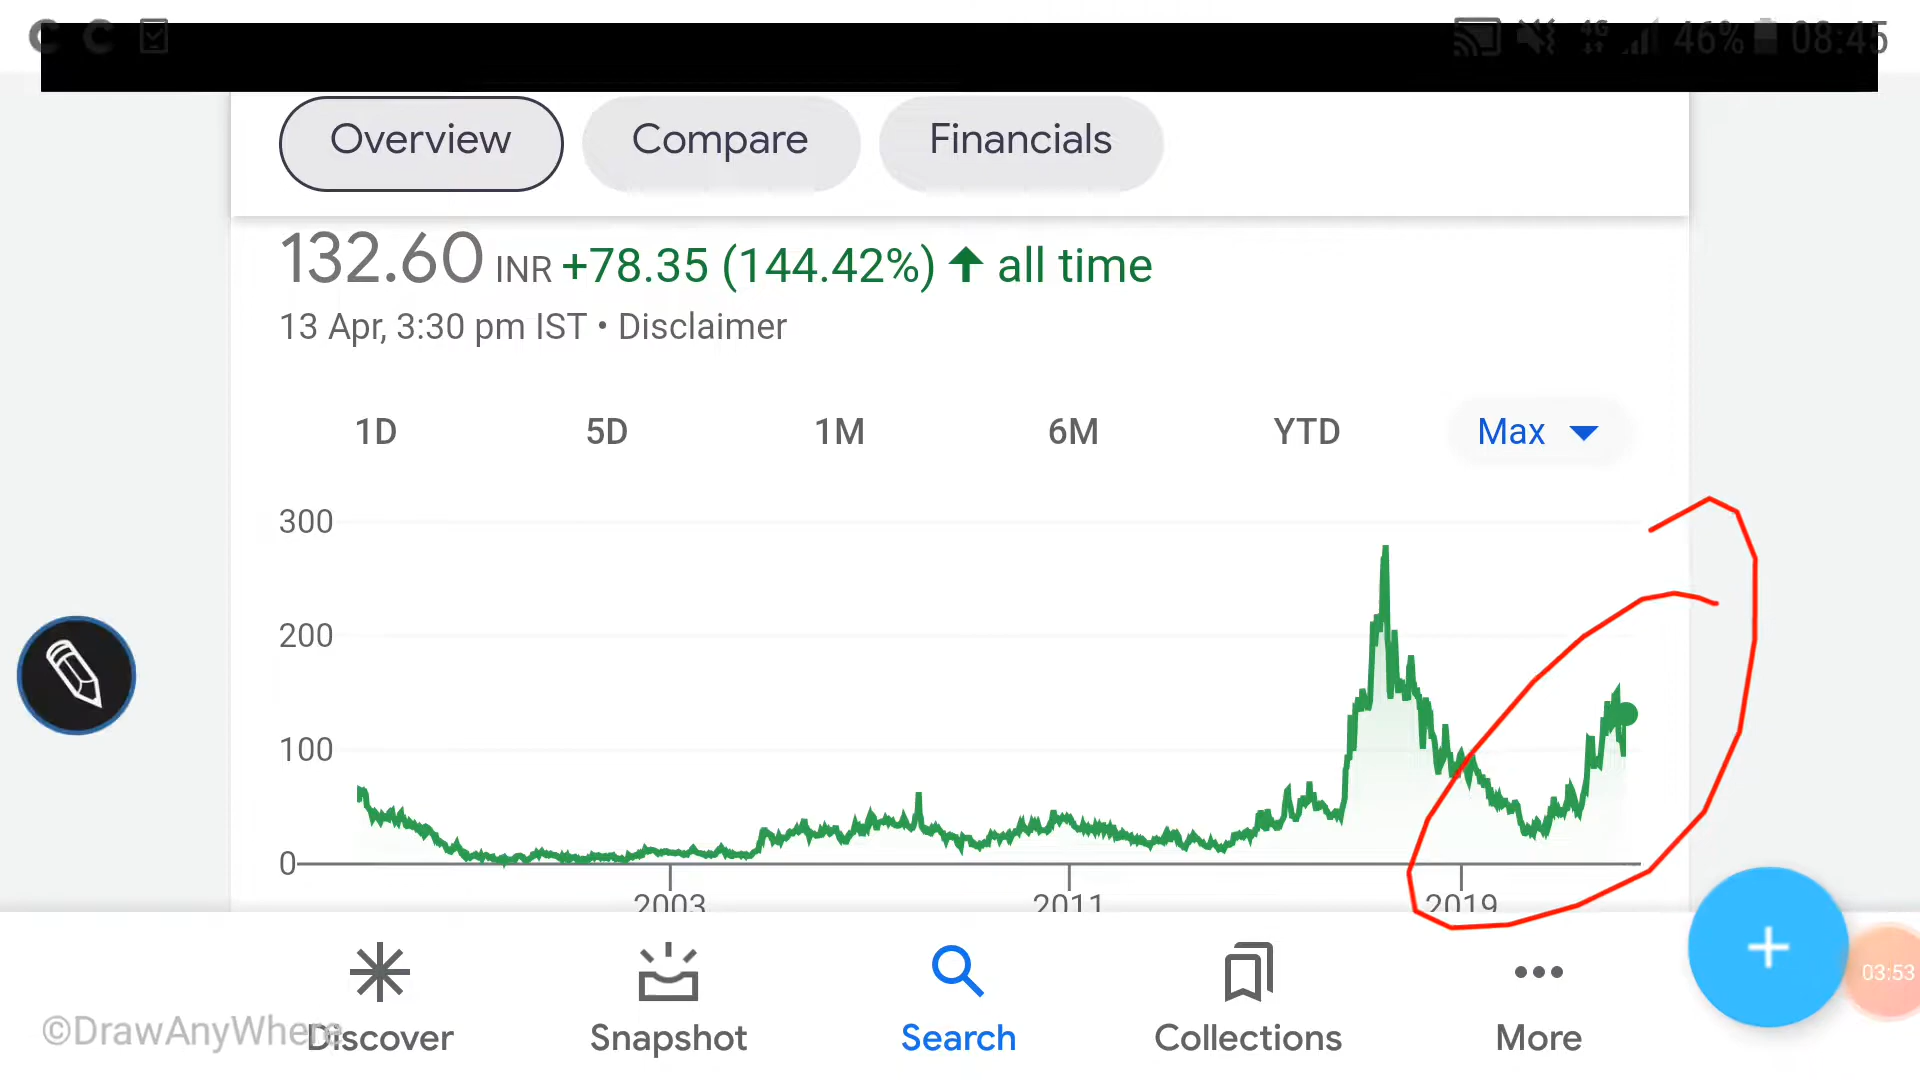 4G 46% 08:45
Overview Compare Financials
132.60 INR +78.35 (144.42%) ↑ all time
13 Apr, 3:30 pm IST • Disclaimer
1D 5D 1M 6M YTD Max
300
200
100
0
2003 2011 2019
03:53
Discover Snapshot Search Collections More
©DrawAnyWhere